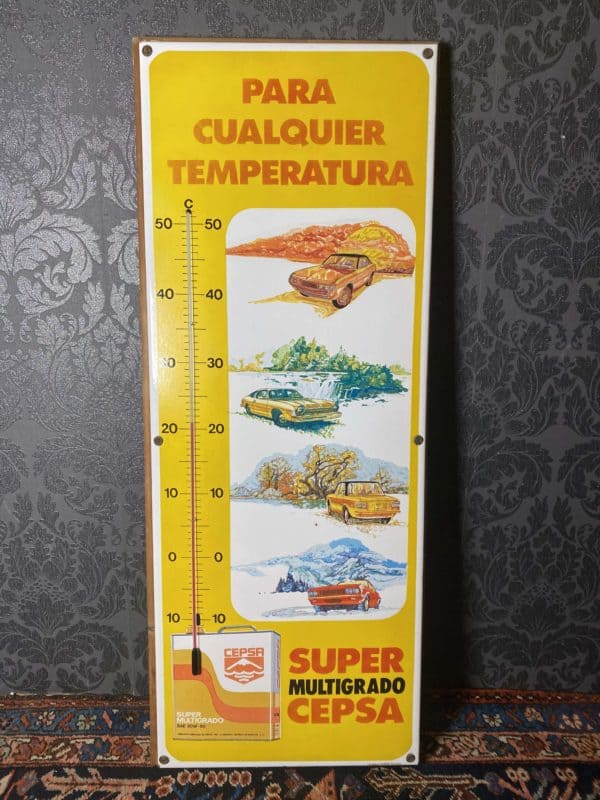 PARA
CUALQUIER
TEMPERATURA
C
50 50
40 40
30 30
20 20
10 10
0 0
10 10
CEPSA
SUPER
MULTIGRADO
SUPER
MULTIGRADO
CEPSA